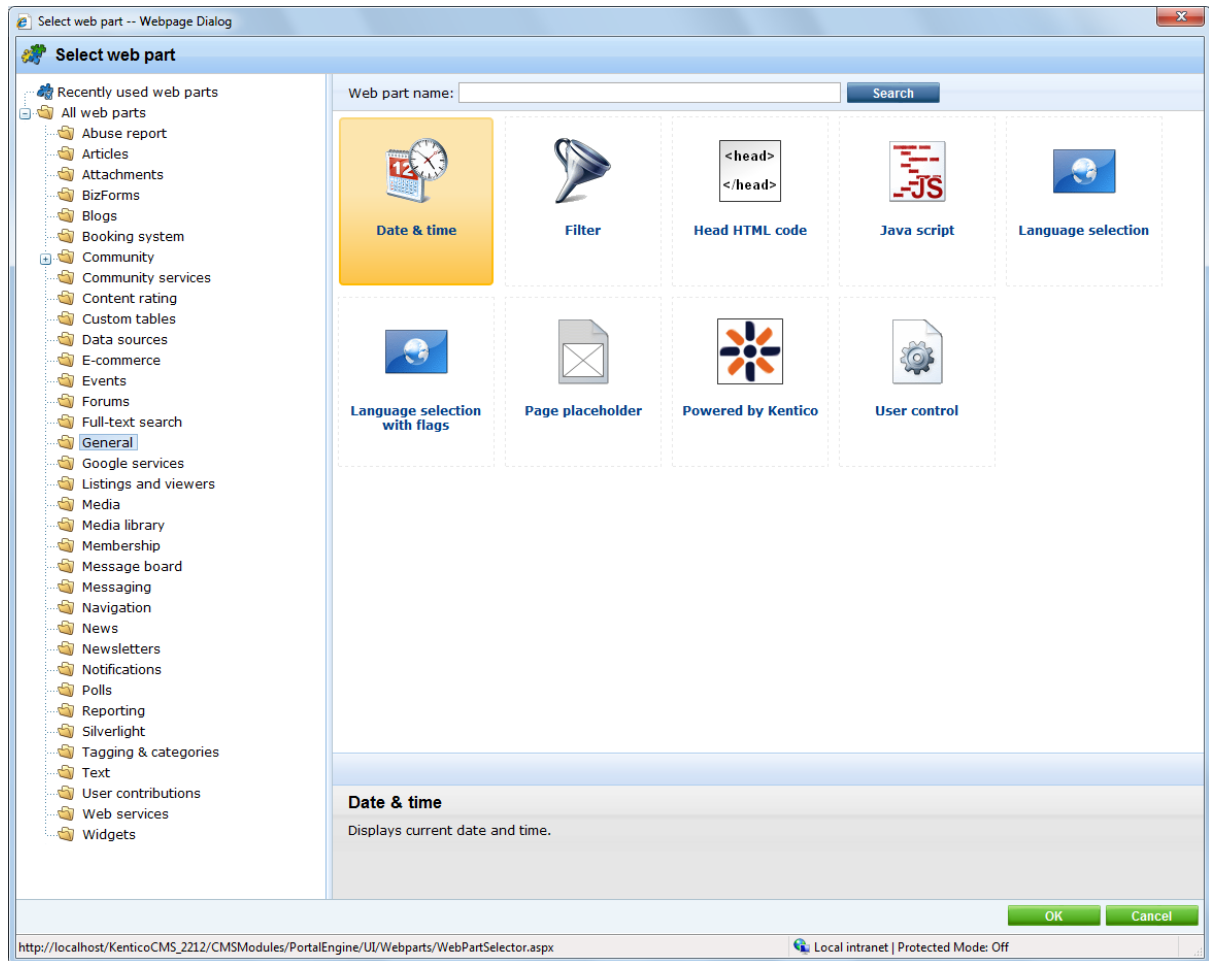 Select web part -- Webpage Dialog
Select web part
Recently used web parts
All web parts
Abuse report
Articles
Attachments
BizForms
Blogs
Booking system
Community
Community services
Content rating
Custom tables
Data sources
E-commerce
Events
Forums
Full-text search
General
Google services
Listings and viewers
Media
Media library
Membership
Message board
Messaging
Navigation
News
Newsletters
Notifications
Polls
Reporting
Silverlight
Tagging & categories
Text
User contributions
Web services
Widgets
Web part name:
Search
12
Date & time
Filter
<head>
</head>
Head HTML code
JS
Java script
Language selection
Language selection
with flags
Page placeholder
Powered by Kentico
User control
Date & time
Displays current date and time.
OK
Cancel
http://localhost/KenticoCMS_2212/CMSModules/PortalEngine/UI/Webparts/WebPartSelector.aspx
Local intranet | Protected Mode: Off